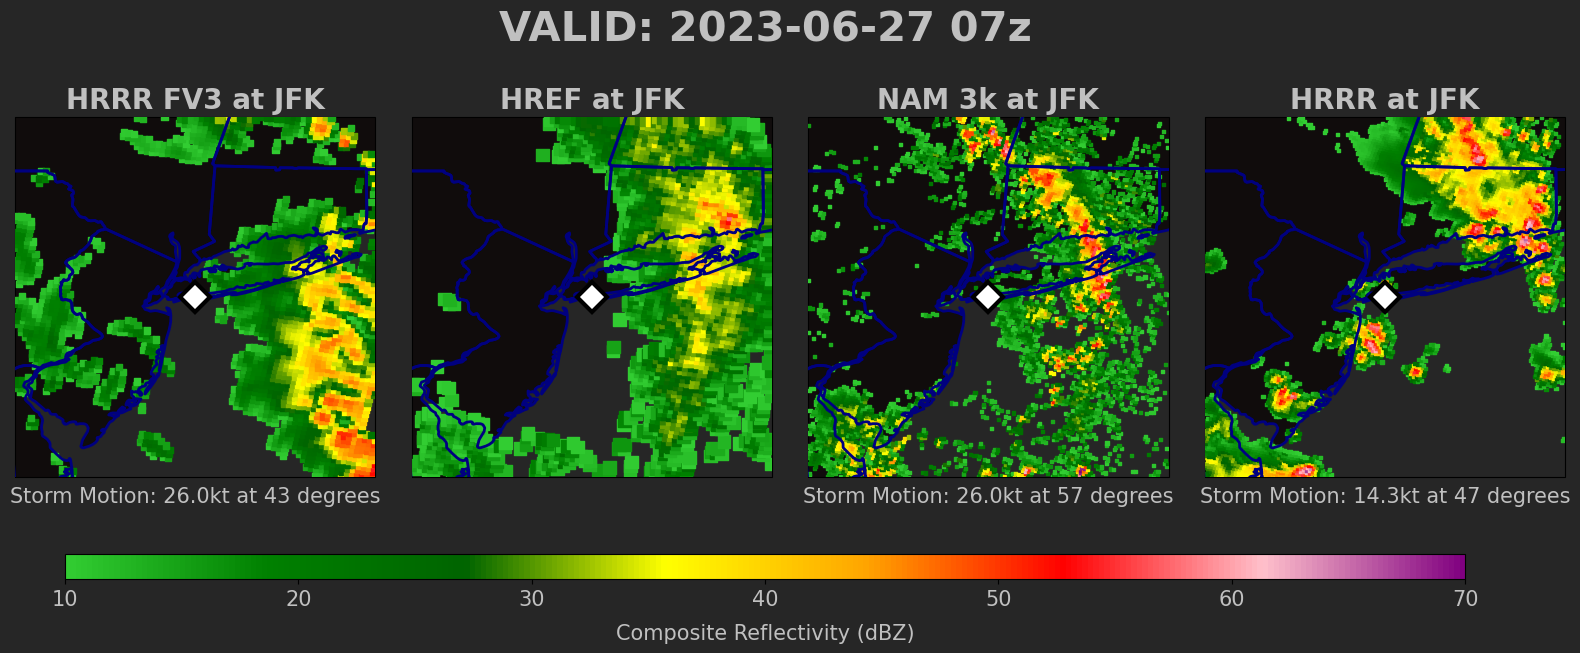 VALID: 2023-06-27 07z
HRRR FV3 at JFK
HREF at JFK
NAM 3k at JFK
HRRR at JFK
Storm Motion: 26.0kt at 43 degrees
Storm Motion: 26.0kt at 57 degrees
Storm Motion: 14.3kt at 47 degrees
10 20 30 40 50 60 70
Composite Reflectivity (dBZ)